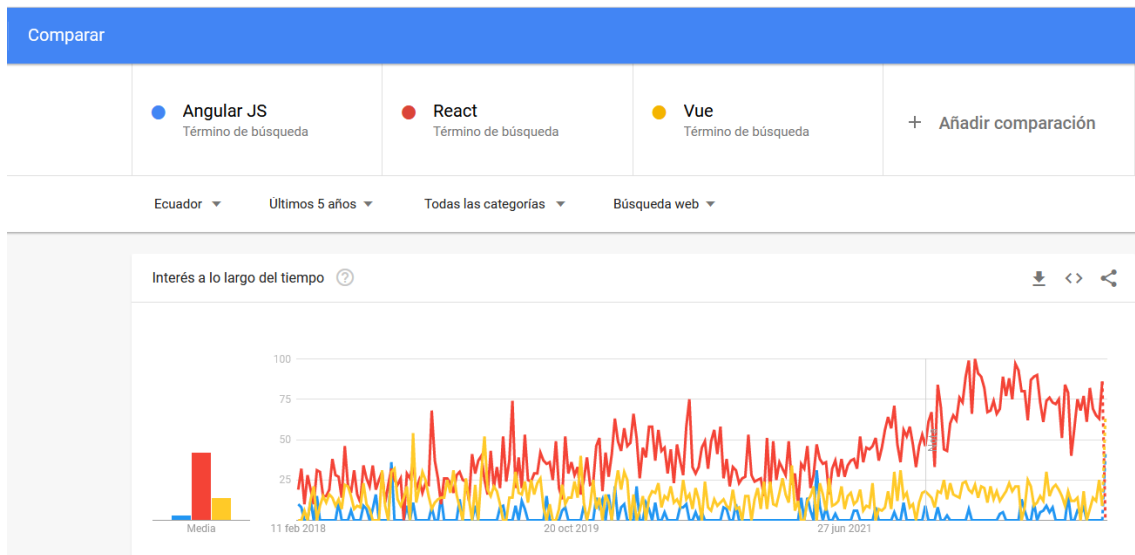 Comparar
Angular JS
Término de búsqueda
React
Término de búsqueda
Vue
Término de búsqueda
+ Añadir comparación
Ecuador
Últimos 5 años
Todas las categorías
Búsqueda web
Interés a lo largo del tiempo
?
100
75
50
25
Nota
Media
11 feb 2018
20 oct 2019
27 jun 2021